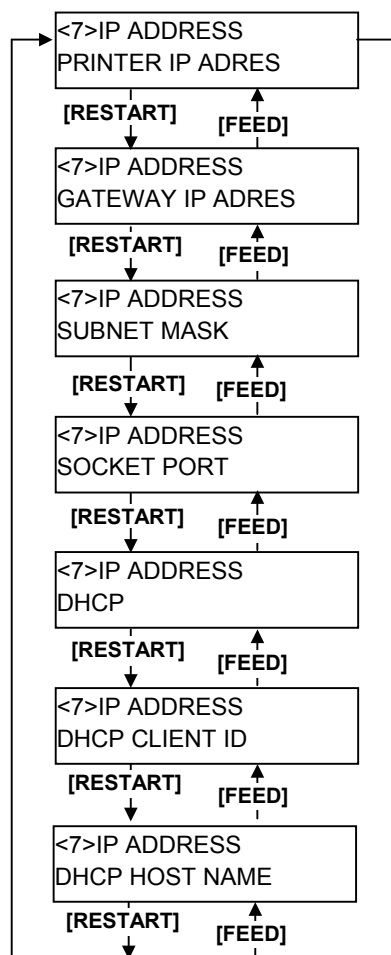 <7>IP ADDRESS
PRINTER IP ADRES
[RESTART]
[FEED]
<7>IP ADDRESS
GATEWAY IP ADRES
[RESTART]
[FEED]
<7>IP ADDRESS
SUBNET MASK
[RESTART]
[FEED]
<7>IP ADDRESS
SOCKET PORT
[RESTART]
[FEED]
<7>IP ADDRESS
DHCP
[RESTART]
[FEED]
<7>IP ADDRESS
DHCP CLIENT ID
[RESTART]
[FEED]
<7>IP ADDRESS
DHCP HOST NAME
[RESTART]
[FEED]